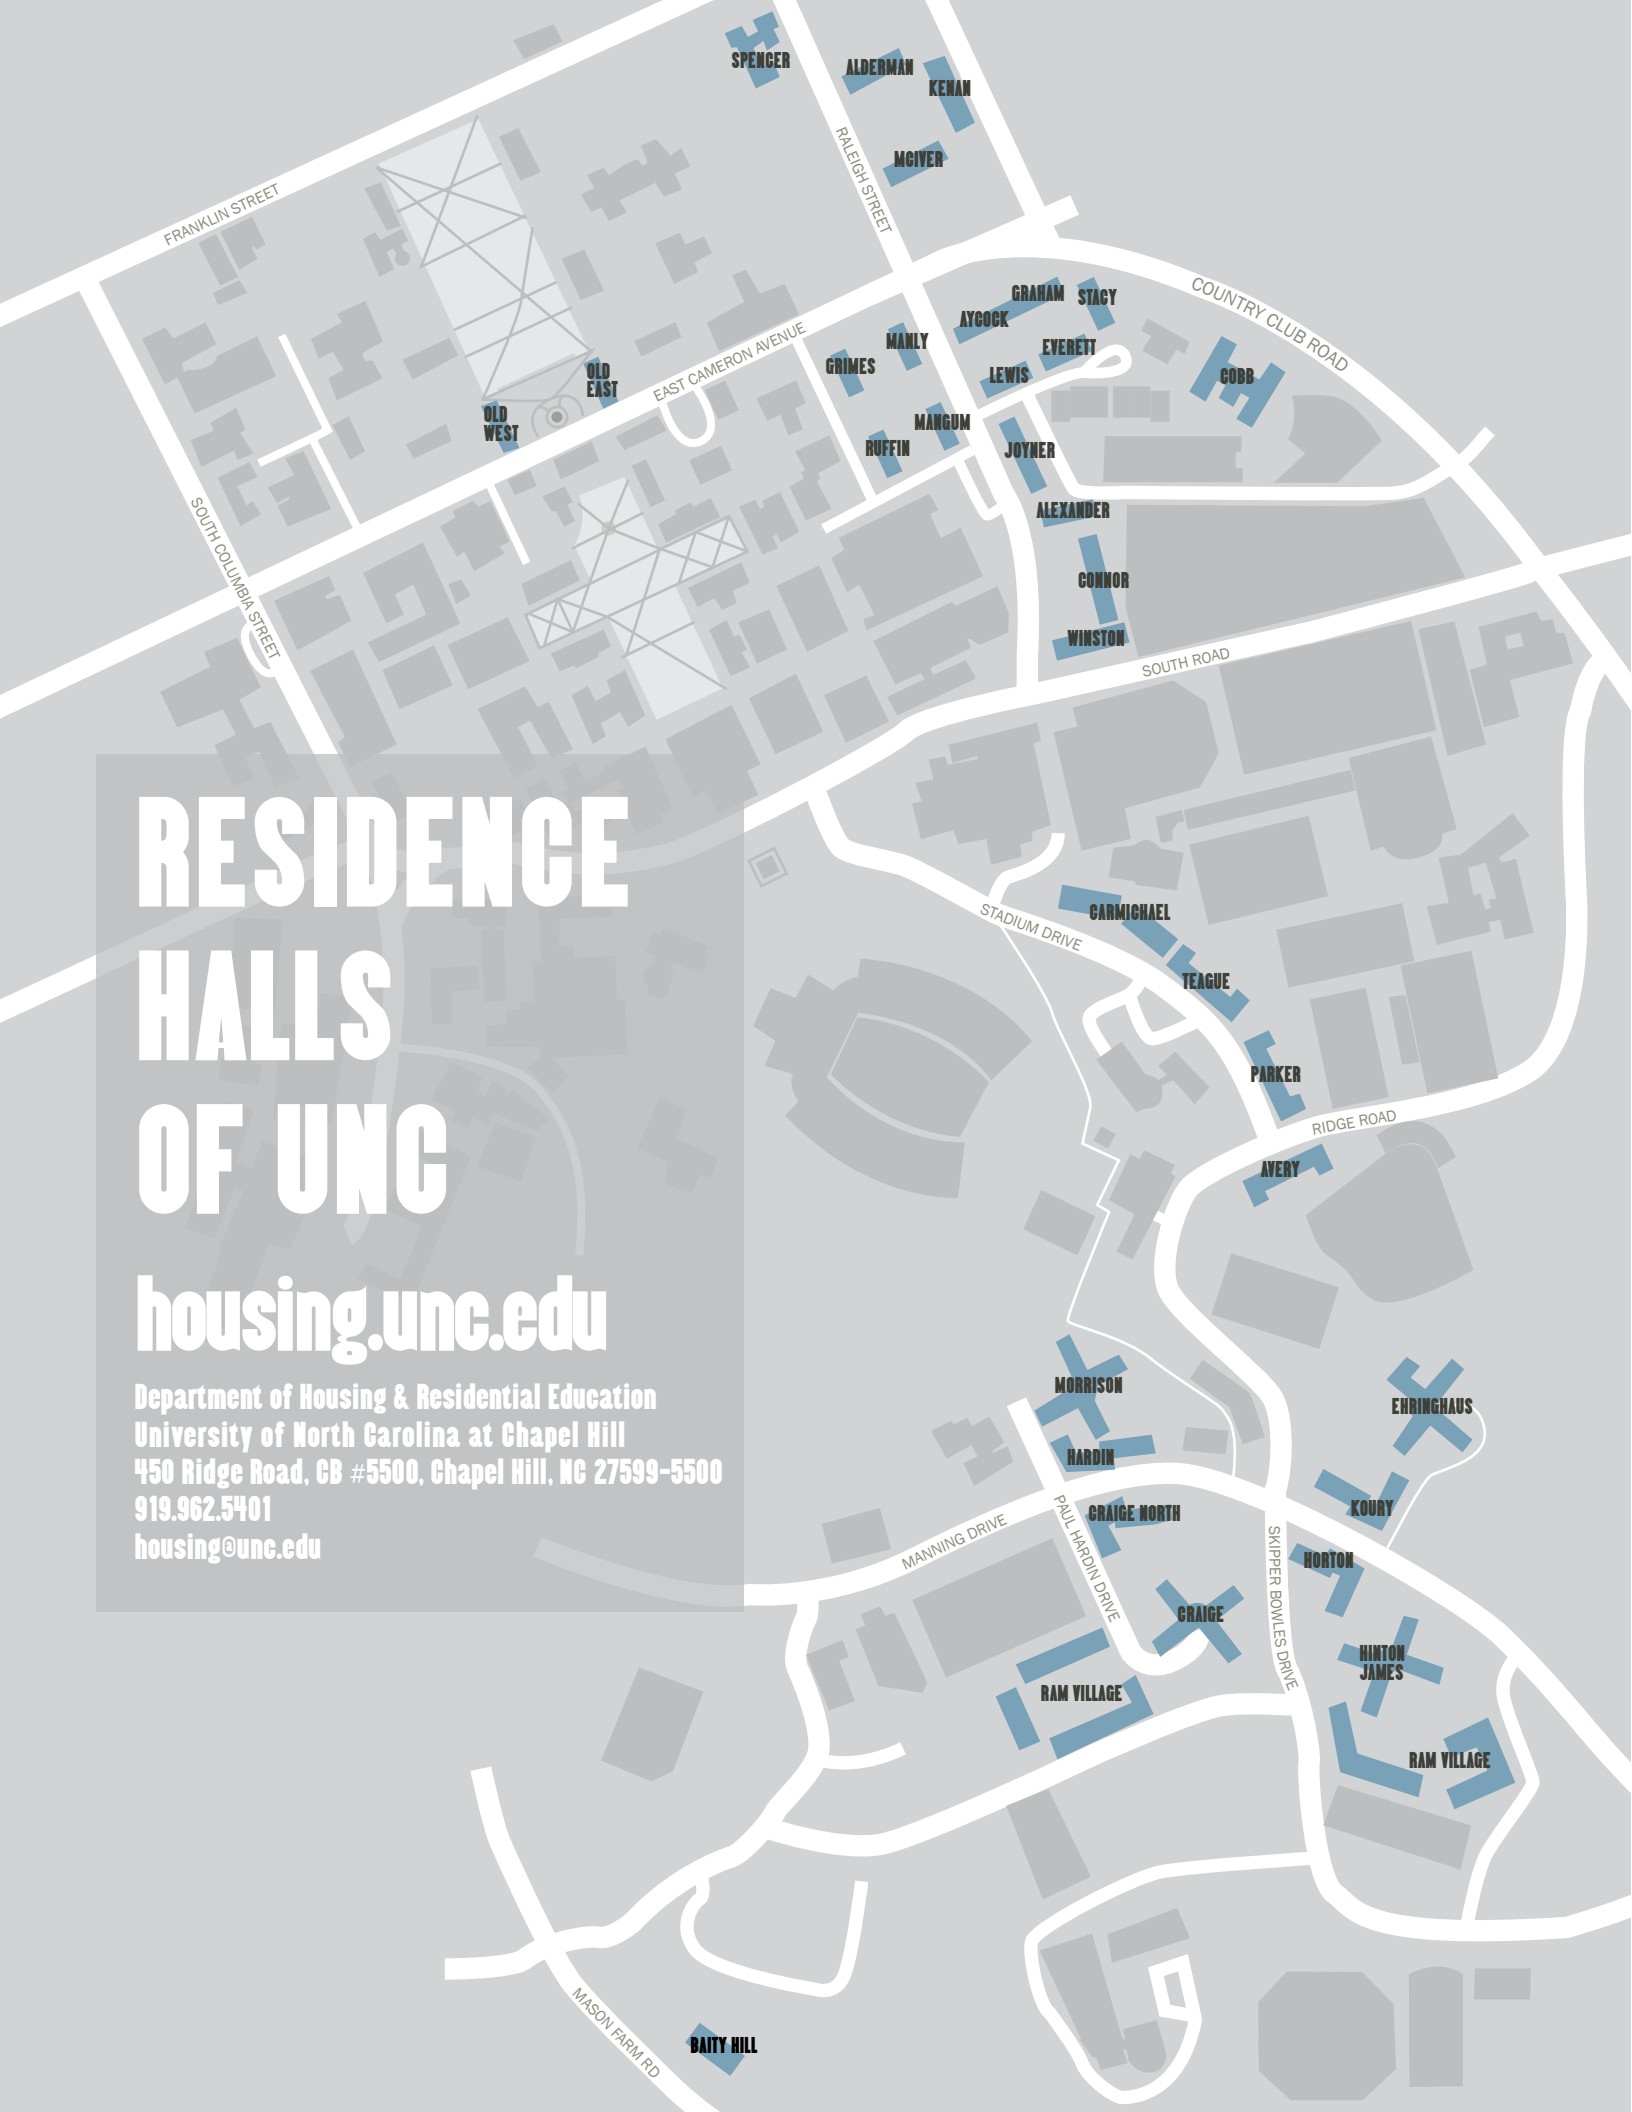 SPENCER
ALDERMAN
KENAN
MCIVER
RALEIGH STREET
FRANKLIN STREET
COUNTRY CLUB ROAD
GRAHAM
STACY
AYCOCK
MANLY
EVERETT
GRIMES
LEWIS
COBB
EAST CAMERON AVENUE
OLD
EAST
OLD
WEST
MANGUM
RUFFIN
JOYNER
ALEXANDER
SOUTH COLUMBIA STREET
CONNOR
WINSTON
SOUTH ROAD
RESIDENCE
HALLS
OF UNC
housing.unc.edu
Department of Housing & Residential Education
University of North Carolina at Chapel Hill
450 Ridge Road, CB #5500, Chapel Hill, NC 27599-5500
919.962.5401
housing@unc.edu
STADIUM DRIVE
CARMICHAEL
TEAGUE
PARKER
RIDGE ROAD
AVERY
MORRISON
EHRINGHAUS
HARDIN
KOURY
CRAIGE NORTH
MANNING DRIVE
PAUL HARDIN DRIVE
SKIPPER BOWLES DRIVE
HORTON
CRAIGE
HINTON
JAMES
RAM VILLAGE
RAM VILLAGE
MASON FARM RD
BAITY HILL